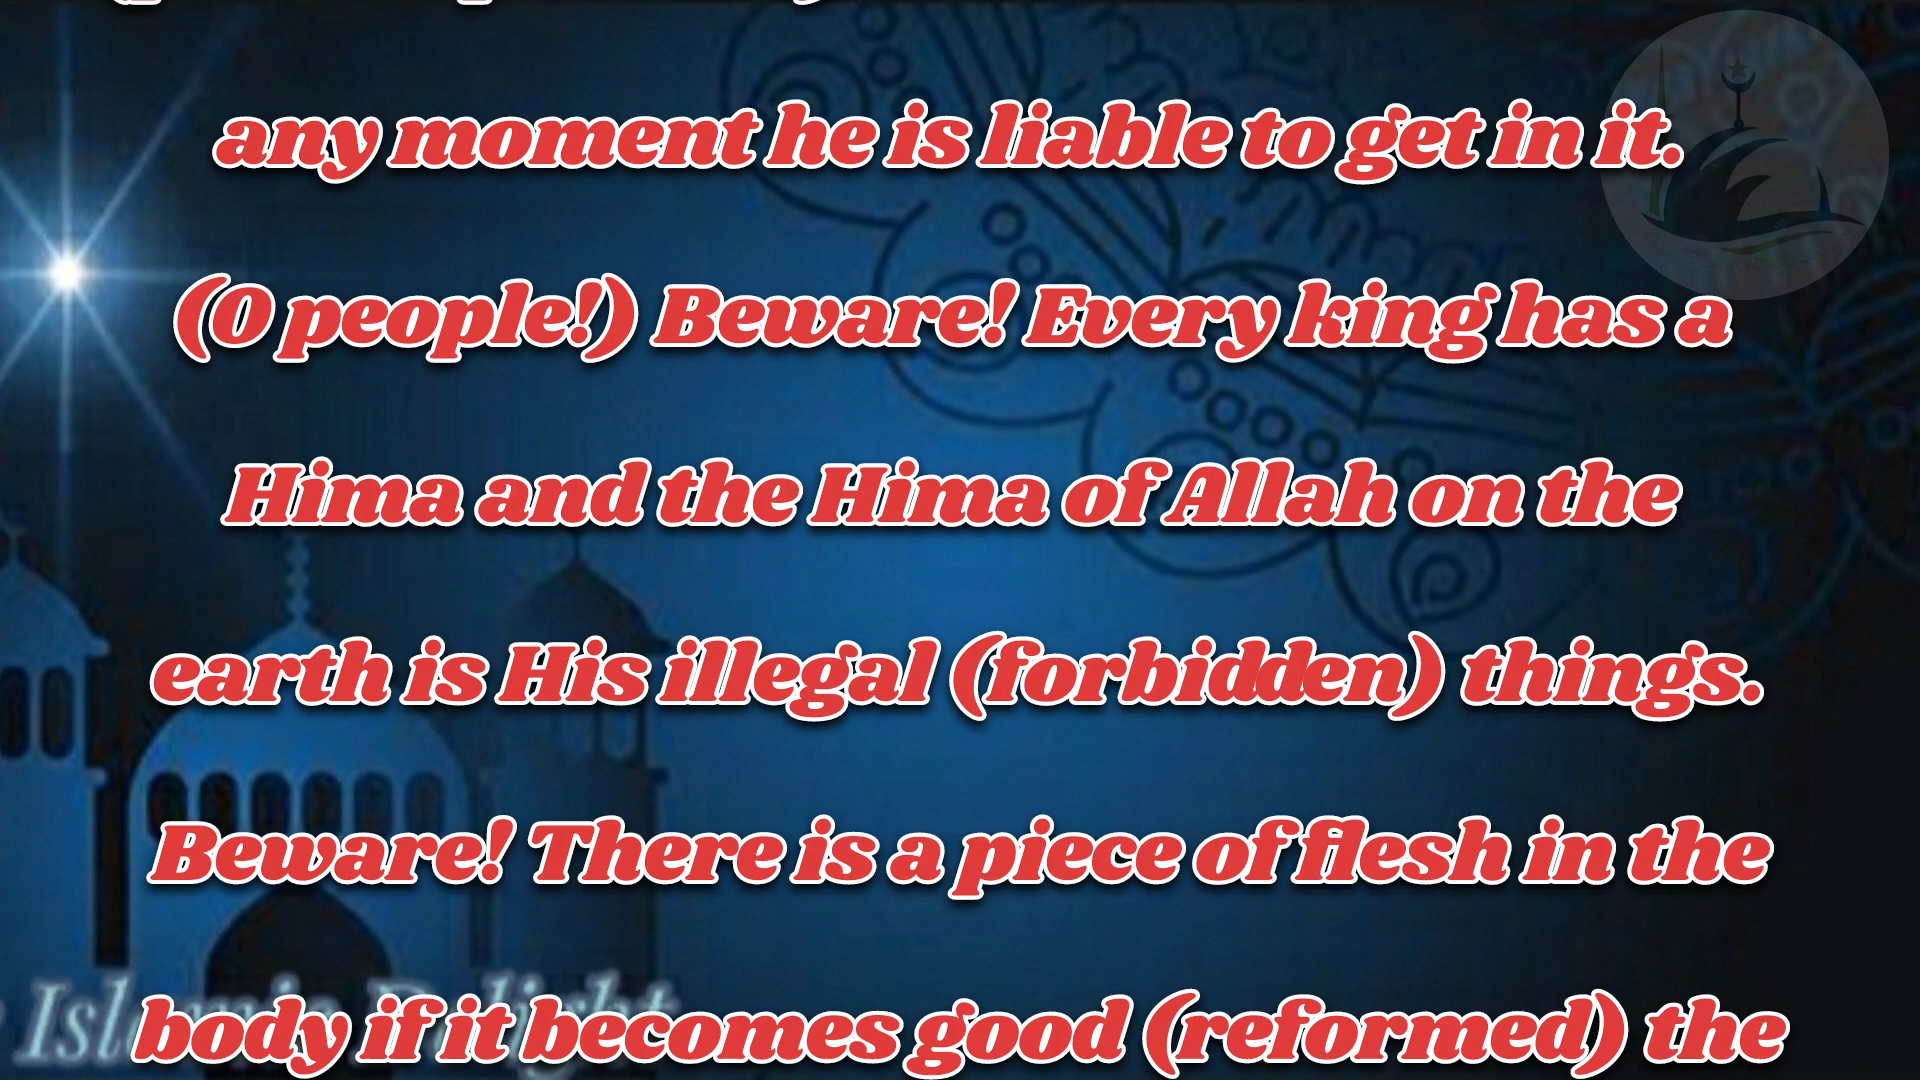 any moment he is liable to get in it.
(O people!) Beware! Every king has a
Hima and the Hima of Allah on the
earth is His illegal (forbidden) things.
Beware! There is a piece of flesh in the
body if it becomes good (reformed) the